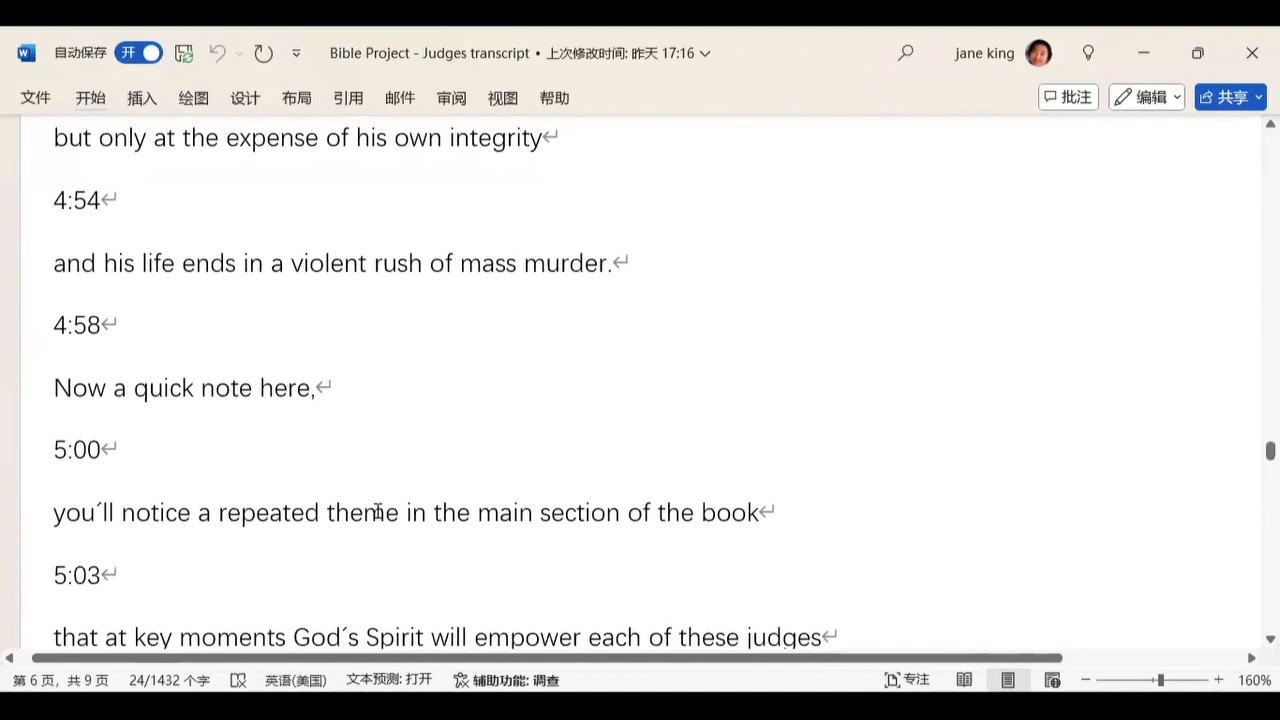 自动保存 开 Bible Project - Judges transcript • 上次修改时间: 昨天 17:16 jane king
文件 开始 插入 绘图 设计 布局 引用 邮件 审阅 视图 帮助 批注 编辑 共享
but only at the expense of his own integrity↵
4:54↵
and his life ends in a violent rush of mass murder.↵
4:58↵
Now a quick note here,↵
5:00↵
you´ll notice a repeated theme in the main section of the book↵
5:03↵
that at key moments God´s Spirit will empower each of these judges↵
第 6 页，共 9 页 24/1432 个字 英语(美国) 文本预测: 打开 辅助功能: 调查 专注 160%